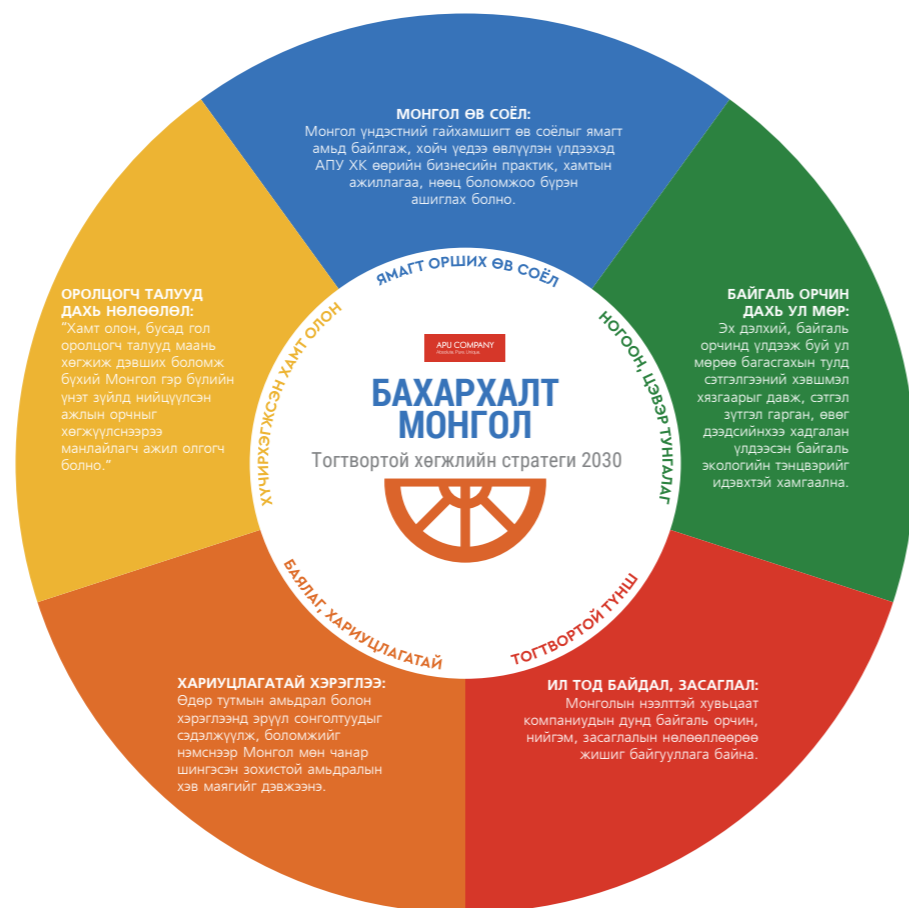 МОНГОЛ ӨВ СОЁЛ:
Монгол үндэстний гайхамшигт өв соёлыг ямагт
амьд байлгаж, хойч үедээ өвлүүлэн үлдээхэд
АПУ ХК өөрийн бизнесийн практик, хамтын
ажиллагаа, нөөц боломжоо бүрэн
ашиглах болно.
БАЙГАЛЬ ОРЧИН
ДАХЬ УЛ МӨР:
Эх дэлхий, байгаль
орчинд үлдээж буй ул
мөрөө багасгахын тулд
сэтгэлгээний хэвшмэл
хязгаарыг давж, сэтгэл
зүтгэл гарган, өвөг
дээдсийнхээ хадгалан
үлдээсэн байгаль
экологийн тэнцвэрийг
идэвхтэй хамгаална.
ИЛ ТОД БАЙДАЛ, ЗАСАГЛАЛ:
Монголын нээлттэй хувьцаат
компаниудын дунд байгаль орчин,
нийгэм, засаглалын нөлөөллөөрөө
жишиг байгууллага байна.
ХАРИУЦЛАГАТАЙ ХЭРЭГЛЭЭ:
Өдөр тутмын амьдрал болон
хэрэглээнд эрүүл сонголтуудыг
сэдэлжүүлж, боломжийг
нэмснээр Монгол мөн чанар
шингэсэн зохистой амьдралын
хэв маягийг дэвжээнэ.
ОРОЛЦОГЧ ТАЛУУД
ДАХЬ НӨЛӨӨЛӨЛ:
"Хамт олон, бусад гол
оролцогч талууд маань
хөгжиж дэвших боломж
бүхий Монгол гэр бүлийн
үнэт зүйлд нийцүүлсэн
ажлын орчныг
хөгжүүлснээрээ
манлайлагч ажил олгогч
болно."
ЯМАГТ ОРШИХ ӨВ СОЁЛ
НОГООН, ЦЭВЭР ТУНГАЛАГ
ТОГТВОРТОЙ ТҮНШ
БАЯЛАГ, ХАРИУЦЛАГАТАЙ
ХҮЧИРХЭГЖСЭН ХАМТ ОЛОН
APU COMPANY
Absolute. Pure. Unique.
БАХАРХАЛТ
МОНГОЛ
Тогтвортой хөгжлийн стратеги 2030